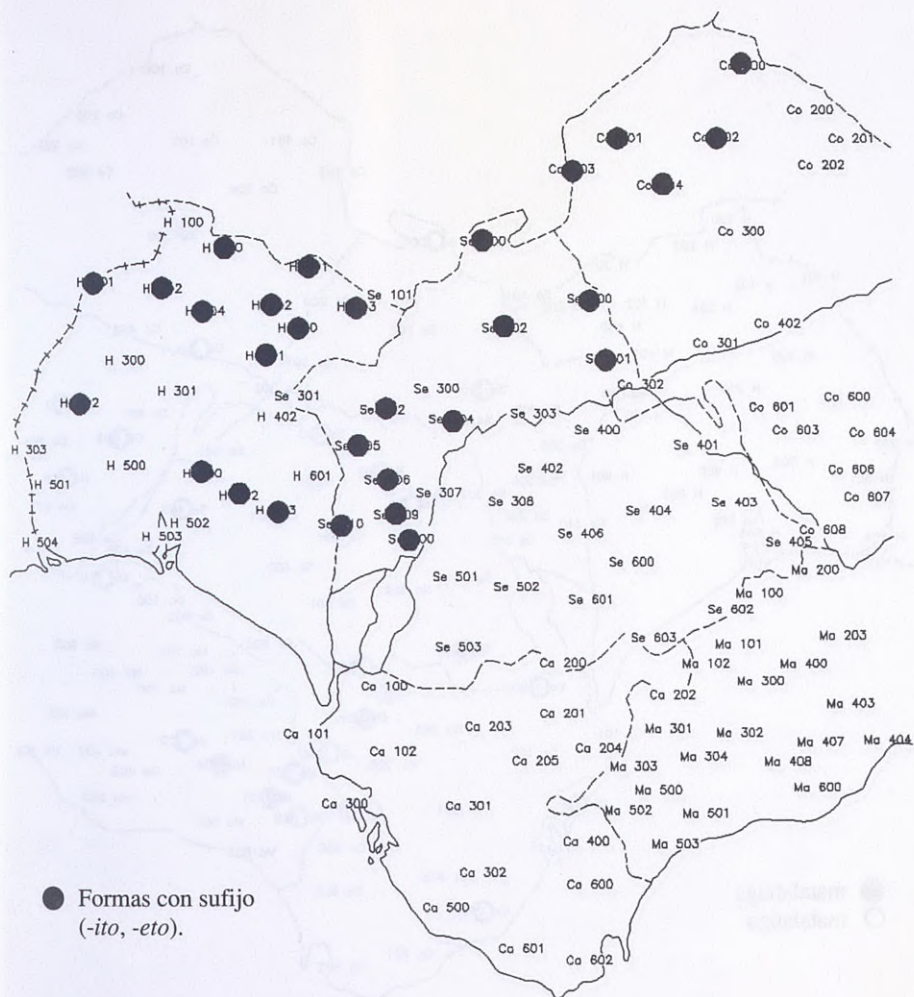 Co 200
Co 201
Co 202
H 100
Co 300
Se 101
Co 402
Co 301
H 300
Co 302
H 301
Se 300
Se 301
Co 600
Co 601
H 402
Se 303
Se 400
Co 603
Co 604
H 303
Se 401
H 500
Se 402
Co 606
H 501
H 601
Se 307
Se 308
Se 403
Co 607
Se 404
H 502
Co 608
H 504
H 503
Se 406
Se 405
Se 600
Ma 200
Se 501
Se 502
Ma 100
Se 601
Se 602
Ma 203
Se 603
Ma 101
Se 503
Ca 200
Ma 102
Ma 400
Ca 100
Ma 300
Ca 202
Ma 403
Ca 201
Ca 203
Ma 301
Ca 101
Ma 302
Ma 407
Ma 404
Ca 102
Ca 204
Ma 304
Ca 205
Ma 303
Ma 408
Ma 500
Ma 600
Ca 300
Ca 301
Ma 502
Ma 501
Ca 400
Ma 503
Ca 302
Ca 600
Formas con sufijo
(-ito, -eto).
Ca 500
Ca 601
Ca 602